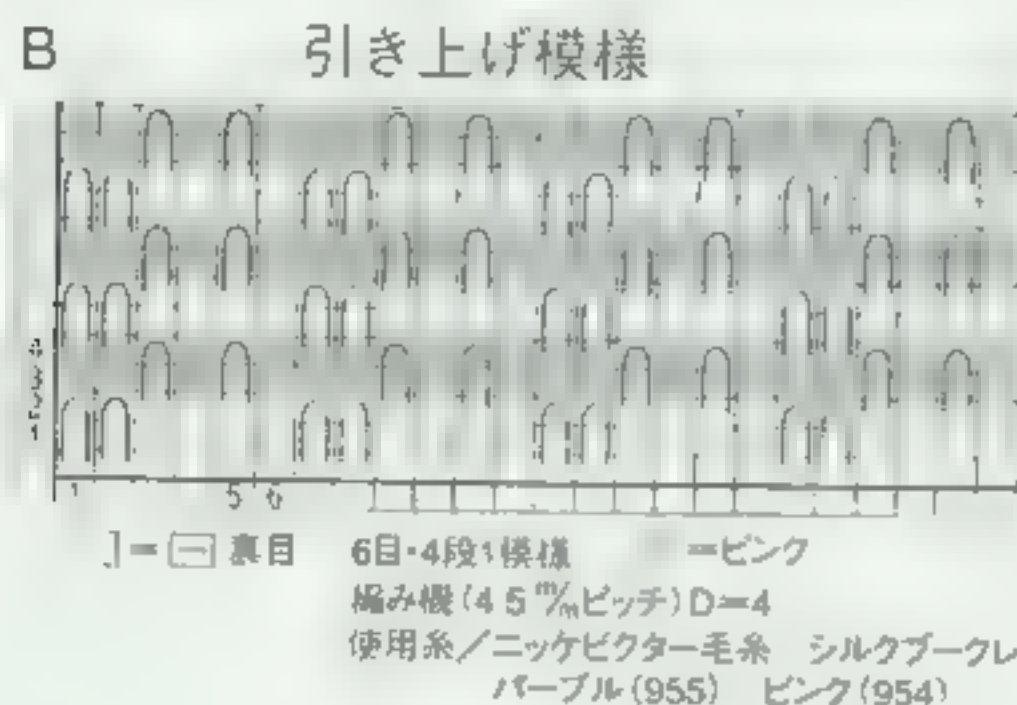 B 引き上げ模様
1 5 6
=㊀ 裏目 6目・4段1模様 =ピンク
編み機(4.5㎜ピッチ)D=4
使用糸/ニッケビクター毛糸 シルクブークレ
パープル(955) ピンク(954)